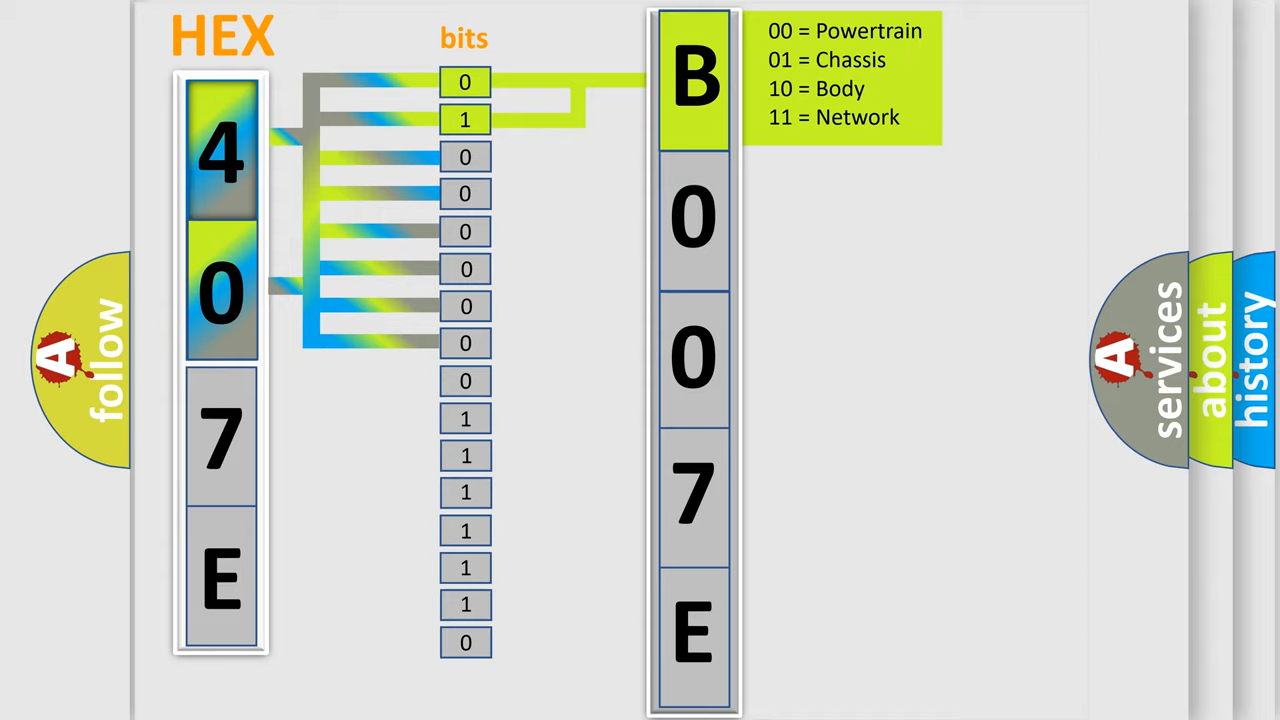 HEX
bits
4
0
7
E
0
1
0
0
0
0
0
0
0
1
1
1
1
1
1
0
B
0
0
7
E
00 = Powertrain
01 = Chassis
10 = Body
11 = Network
A
follow
A
services
about
history